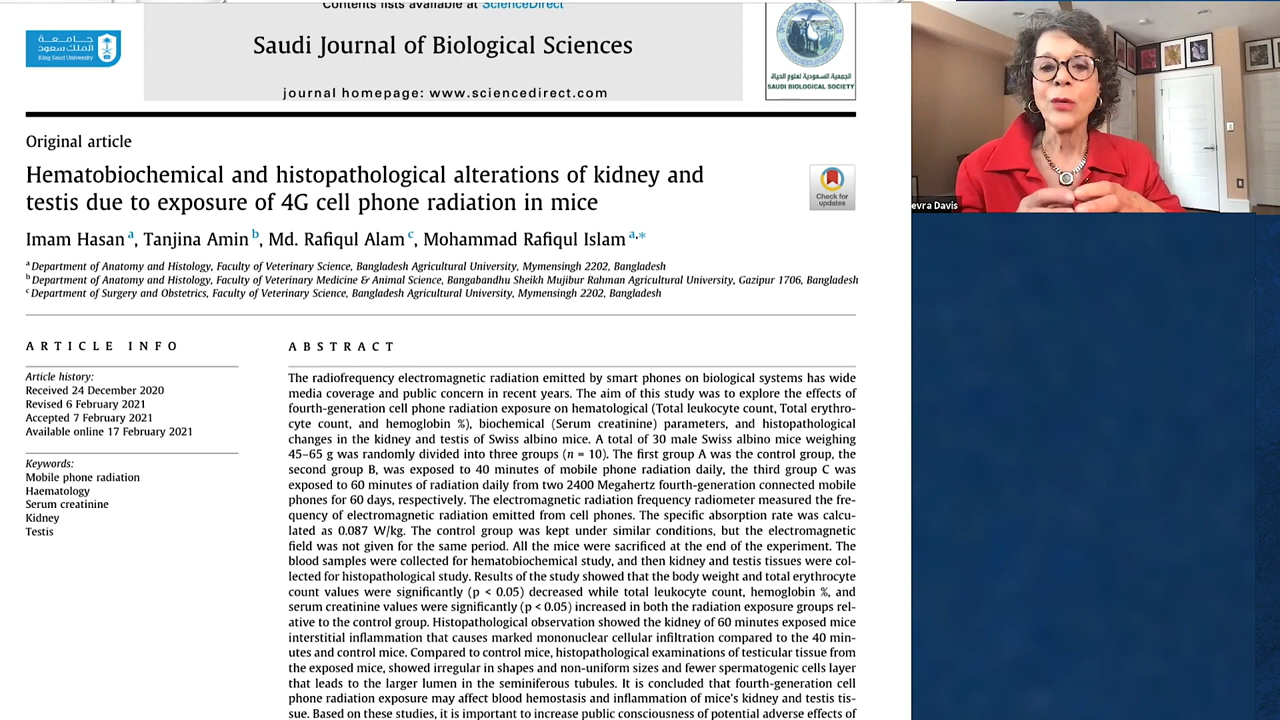 Contents lists available at ScienceDirect
جامعة
الملك سعود
King Saud University
Saudi Journal of Biological Sciences
journal homepage: www.sciencedirect.com
الجمعية السعودية لعلوم الحياة
SAUDI BIOLOGICAL SOCIETY
Original article
Hematobiochemical and histopathological alterations of kidney and
testis due to exposure of 4G cell phone radiation in mice
Check for
updates
Imam Hasan a, Tanjina Amin b, Md. Rafiqul Alam c, Mohammad Rafiqul Islam a,*
a Department of Anatomy and Histology, Faculty of Veterinary Science, Bangladesh Agricultural University, Mymensingh 2202, Bangladesh
b Department of Anatomy and Histology, Faculty of Veterinary Medicine & Animal Science, Bangabandhu Sheikh Mujibur Rahman Agricultural University, Gazipur 1706, Bangladesh
c Department of Surgery and Obstetrics, Faculty of Veterinary Science, Bangladesh Agricultural University, Mymensingh 2202, Bangladesh
ARTICLE INFO
Article history:
Received 24 December 2020
Revised 6 February 2021
Accepted 7 February 2021
Available online 17 February 2021
Keywords:
Mobile phone radiation
Haematology
Serum creatinine
Kidney
Testis
ABSTRACT
The radiofrequency electromagnetic radiation emitted by smart phones on biological systems has wide
media coverage and public concern in recent years. The aim of this study was to explore the effects of
fourth-generation cell phone radiation exposure on hematological (Total leukocyte count, Total erythro-
cyte count, and hemoglobin %), biochemical (Serum creatinine) parameters, and histopathological
changes in the kidney and testis of Swiss albino mice. A total of 30 male Swiss albino mice weighing
45–65 g was randomly divided into three groups (n = 10). The first group A was the control group, the
second group B, was exposed to 40 minutes of mobile phone radiation daily, the third group C was
exposed to 60 minutes of radiation daily from two 2400 Megahertz fourth-generation connected mobile
phones for 60 days, respectively. The electromagnetic radiation frequency radiometer measured the fre-
quency of electromagnetic radiation emitted from cell phones. The specific absorption rate was calcu-
lated as 0.087 W/kg. The control group was kept under similar conditions, but the electromagnetic
field was not given for the same period. All the mice were sacrificed at the end of the experiment. The
blood samples were collected for hematobiochemical study, and then kidney and testis tissues were col-
lected for histopathological study. Results of the study showed that the body weight and total erythrocyte
count values were significantly (p < 0.05) decreased while total leukocyte count, hemoglobin %, and
serum creatinine values were significantly (p < 0.05) increased in both the radiation exposure groups rel-
ative to the control group. Histopathological observation showed the kidney of 60 minutes exposed mice
interstitial inflammation that causes marked mononuclear cellular infiltration compared to the 40 min-
utes and control mice. Compared to control mice, histopathological examinations of testicular tissue from
the exposed mice, showed irregular in shapes and non-uniform sizes and fewer spermatogenic cells layer
that leads to the larger lumen in the seminiferous tubules. It is concluded that fourth-generation cell
phone radiation exposure may affect blood hemostasis and inflammation of mice's kidney and testis tis-
sue. Based on these studies, it is important to increase public consciousness of potential adverse effects of
evra Davis